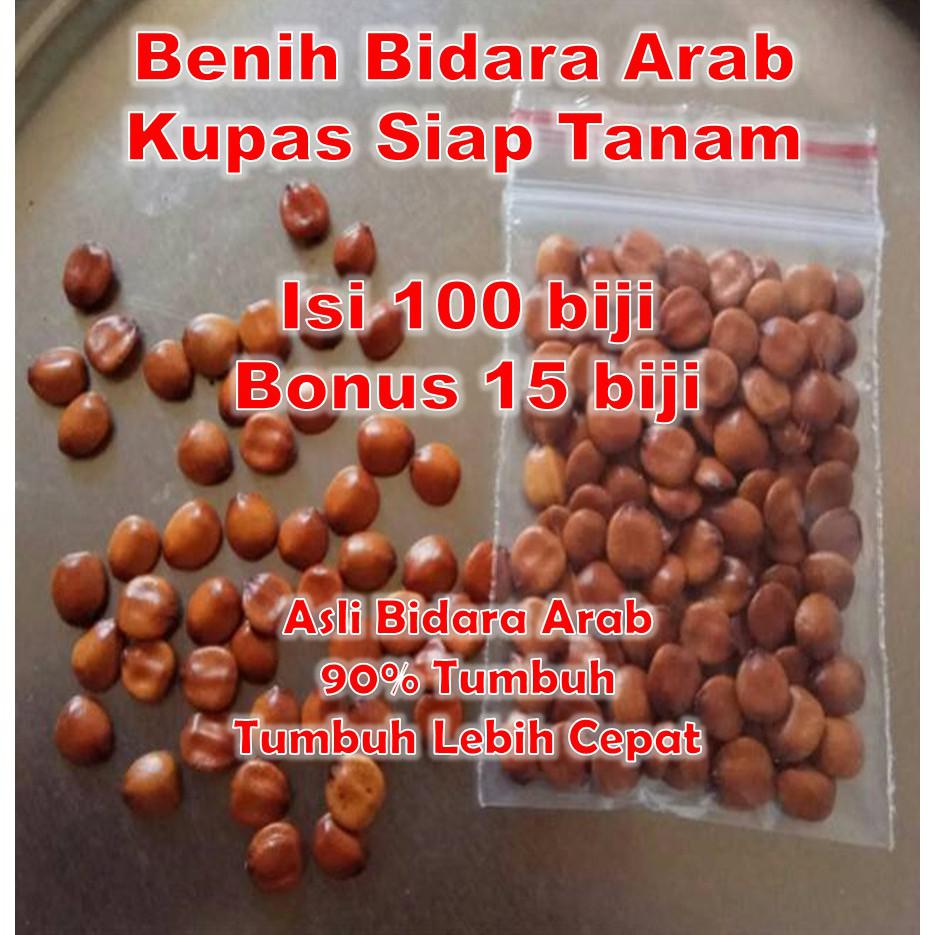 Benih Bidara Arab
Kupas Siap Tanam
Isi 100 biji
Bonus 15 biji
Asli Bidara Arab
90% Tumbuh
Tumbuh Lebih Cepat